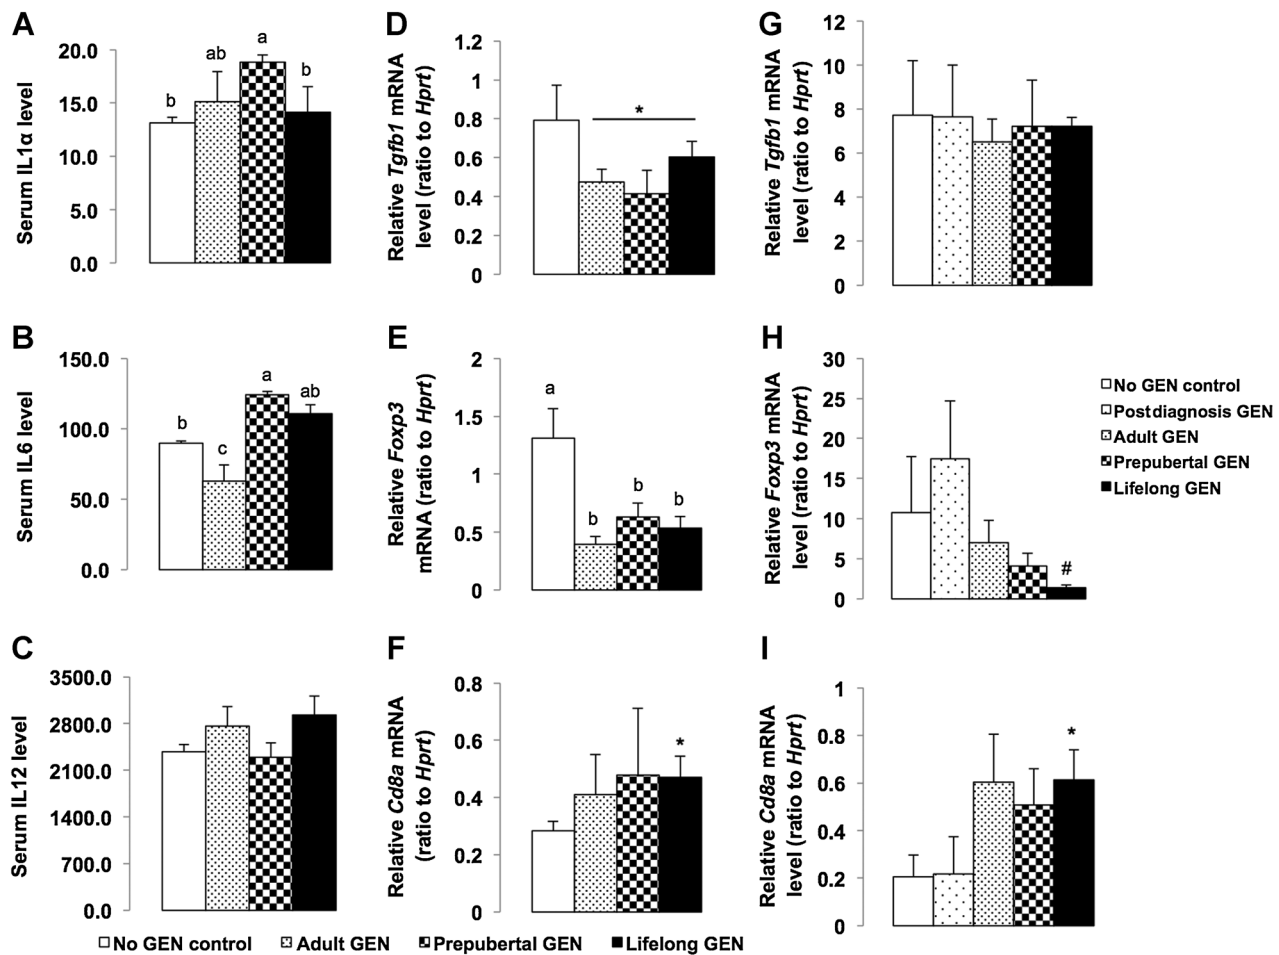 A
Serum IL1α level
20.0
15.0
10.0
5.0
0.0
b
ab
a
b
D
Relative Tgfb1 mRNA
level (ratio to Hprt)
1.2
1
0.8
0.6
0.4
0.2
0
*
G
Relative Tgfb1 mRNA
level (ratio to Hprt)
12
10
8
6
4
2
0
B
Serum IL6 level
150.0
100.0
50.0
0.0
b
c
a
ab
E
Relative Foxp3
mRNA (ratio to Hprt)
2
1.5
1
0.5
0
a
b
b
b
H
Relative Foxp3 mRNA
level (ratio to Hprt)
30
25
20
15
10
5
0
#
No GEN control
Postdiagnosis GEN
Adult GEN
Prepubertal GEN
Lifelong GEN
C
Serum IL12 level
3500.0
2800.0
2100.0
1400.0
700.0
0.0
F
Relative Cd8a mRNA
(ratio to Hprt)
0.8
0.6
0.4
0.2
0
*
I
Relative Cd8a mRNA
level (ratio to Hprt)
1
0.8
0.6
0.4
0.2
0
*
No GEN control Adult GEN Prepubertal GEN Lifelong GEN